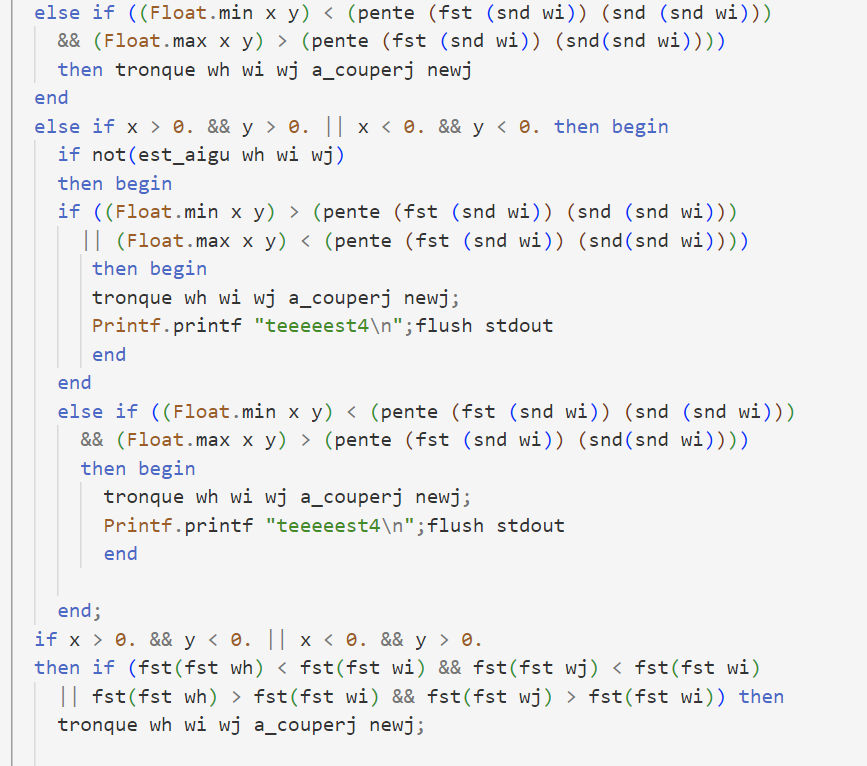 else if ((Float.min x y) < (pente (fst (snd wi)) (snd (snd wi)))
&& (Float.max x y) > (pente (fst (snd wi)) (snd(snd wi))))
then tronque wh wi wj a_couperj newj
end
else if x > 0. && y > 0. || x < 0. && y < 0. then begin
if not(est_aigu wh wi wj)
then begin
if ((Float.min x y) > (pente (fst (snd wi)) (snd (snd wi)))
|| (Float.max x y) < (pente (fst (snd wi)) (snd(snd wi))))
then begin
tronque wh wi wj a_couperj newj;
Printf.printf "teeeeest4\n";flush stdout
end
end
else if ((Float.min x y) < (pente (fst (snd wi)) (snd (snd wi)))
&& (Float.max x y) > (pente (fst (snd wi)) (snd(snd wi))))
then begin
tronque wh wi wj a_couperj newj;
Printf.printf "teeeeest4\n";flush stdout
end
end;
if x > 0. && y < 0. || x < 0. && y > 0.
then if (fst(fst wh) < fst(fst wi) && fst(fst wj) < fst(fst wi)
|| fst(fst wh) > fst(fst wi) && fst(fst wj) > fst(fst wi)) then
tronque wh wi wj a_couperj newj;